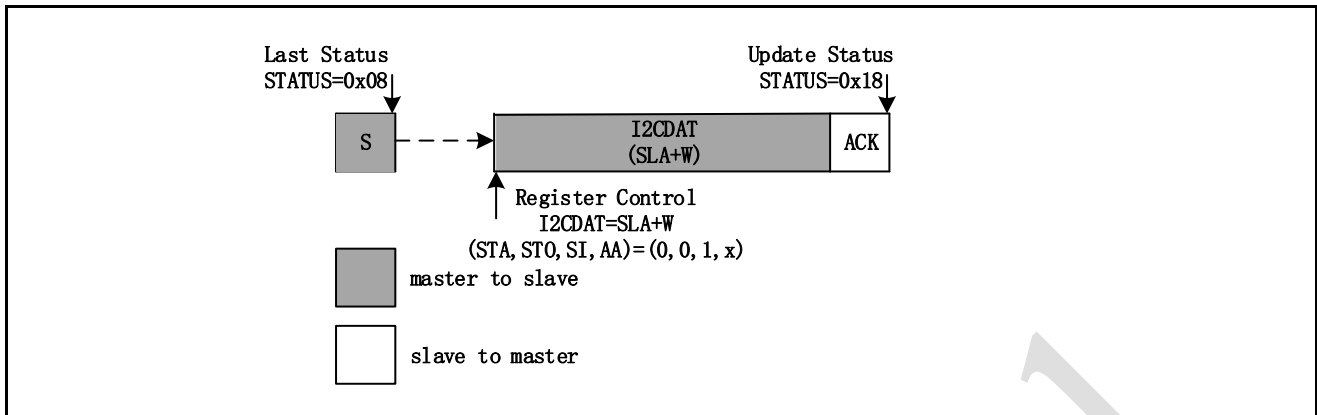 Last Status
STATUS=0x08
Update Status
STATUS=0x18
S
I2CDAT
(SLA+W)
ACK
Register Control
I2CDAT=SLA+W
(STA, STO, SI, AA)=(0, 0, 1, x)
master to slave
slave to master